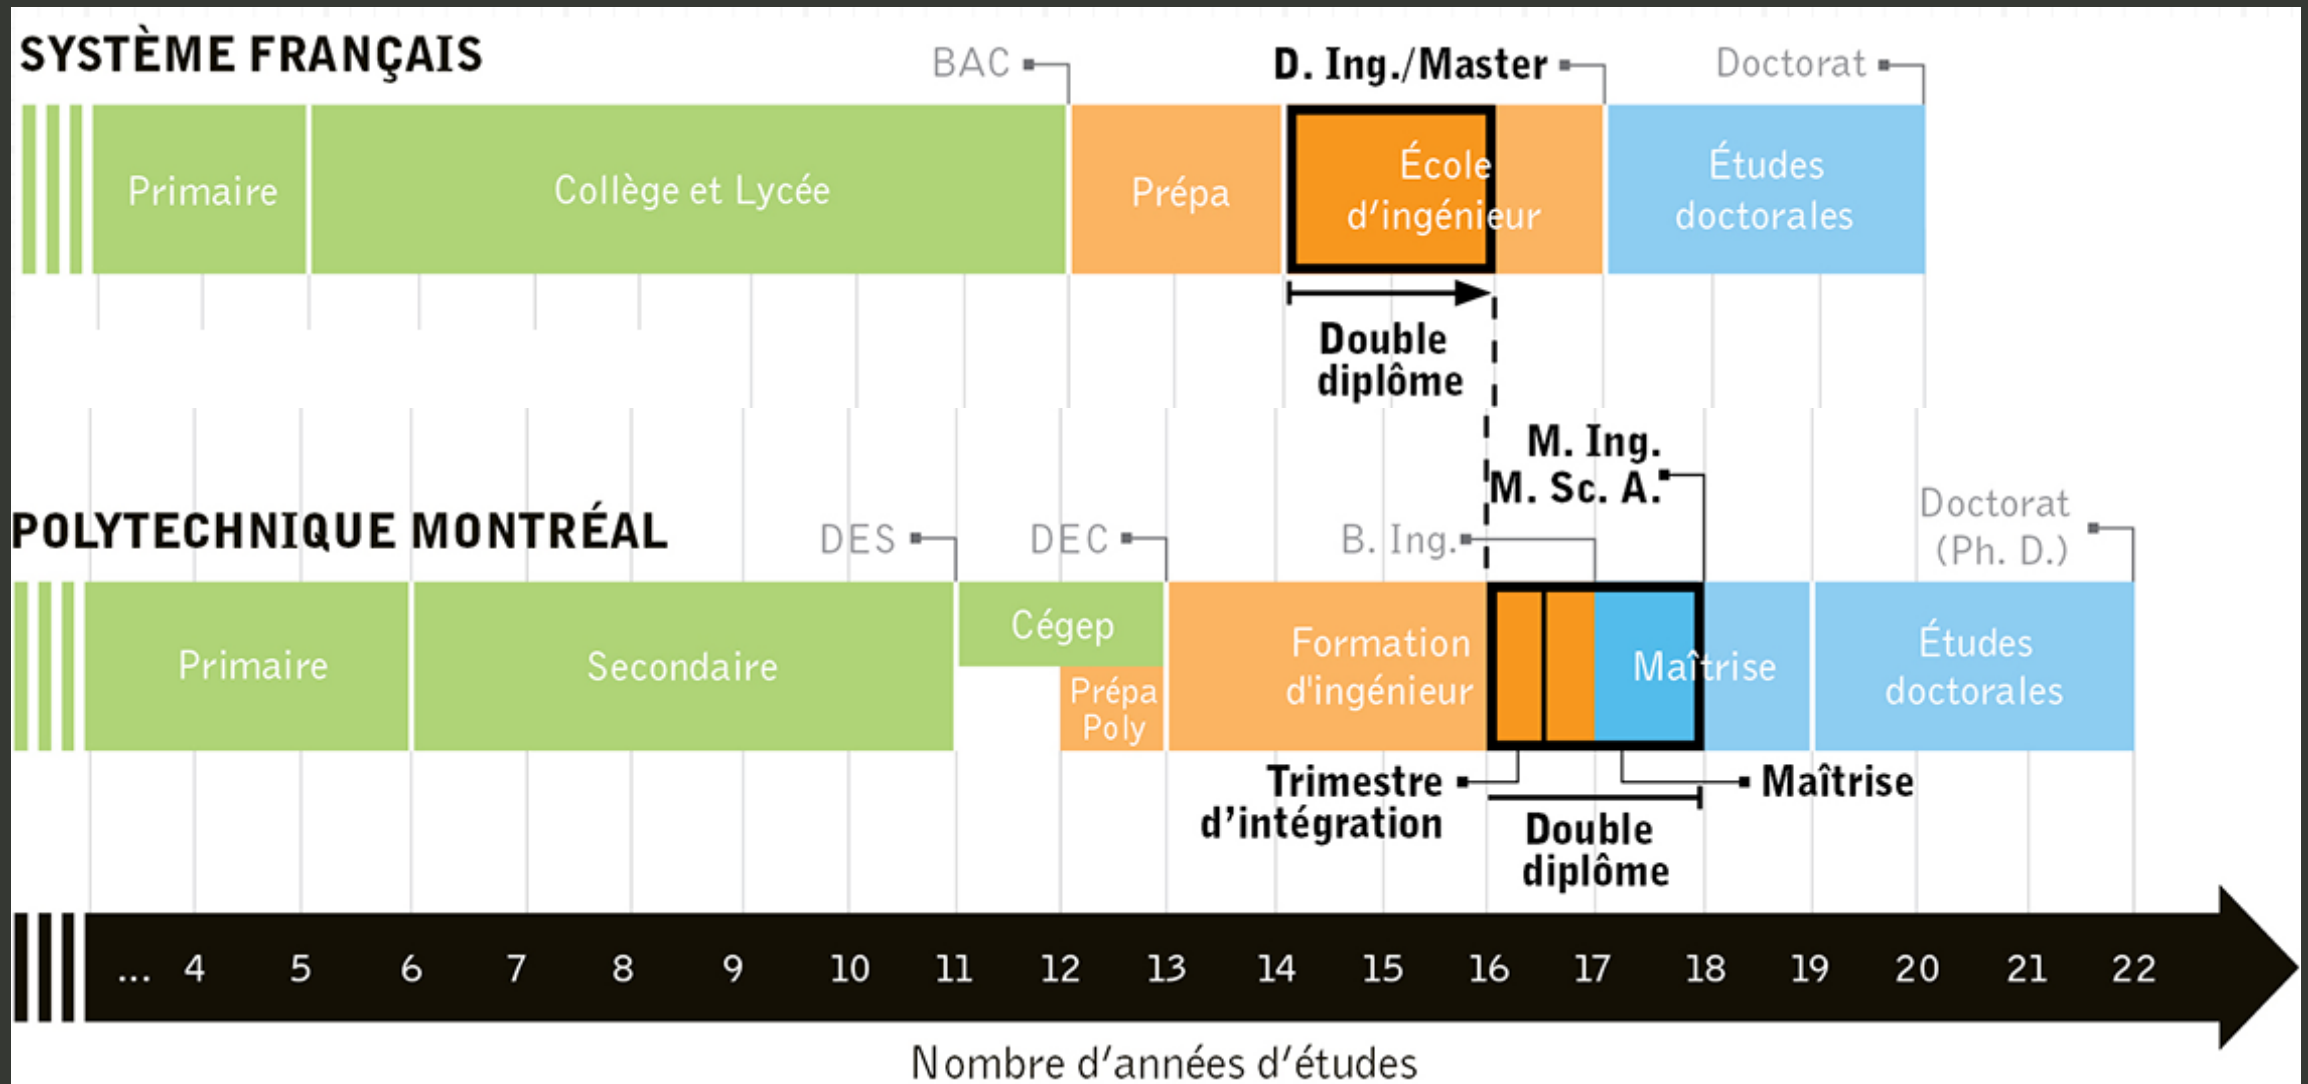 SYSTÈME FRANÇAIS
BAC
D. Ing./Master
Doctorat
Primaire
Collège et Lycée
Prépa
École
d'ingénieur
Études
doctorales
Double
diplôme
M. Ing.
M. Sc. A.
POLYTECHNIQUE MONTRÉAL
DES
DEC
B. Ing.
Doctorat
(Ph. D.)
Primaire
Secondaire
Cégep
Prépa
Poly
Formation
d'ingénieur
Maîtrise
Études
doctorales
Trimestre
d'intégration
Maîtrise
Double
diplôme
... 4 5 6 7 8 9 10 11 12 13 14 15 16 17 18 19 20 21 22
Nombre d'années d'études